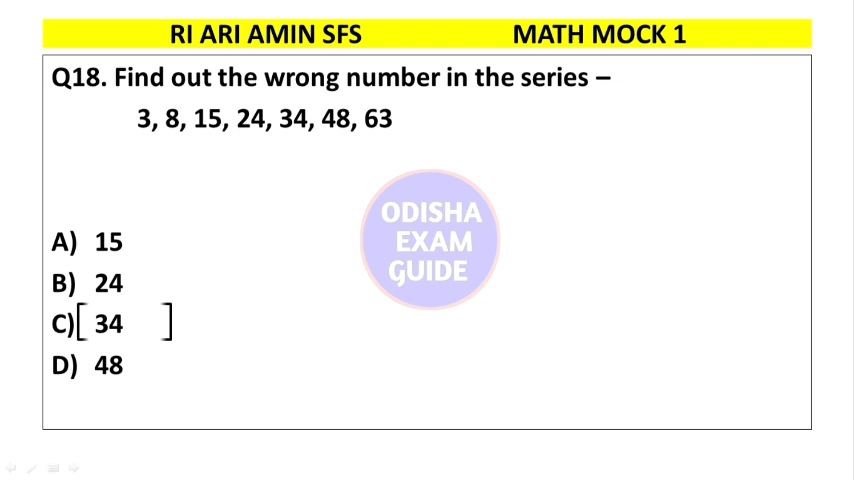 RI ARI AMIN SFS MATH MOCK 1
Q18. Find out the wrong number in the series –
3, 8, 15, 24, 34, 48, 63
ODISHA
EXAM
GUIDE
A) 15
B) 24
C)[ 34 ]
D) 48